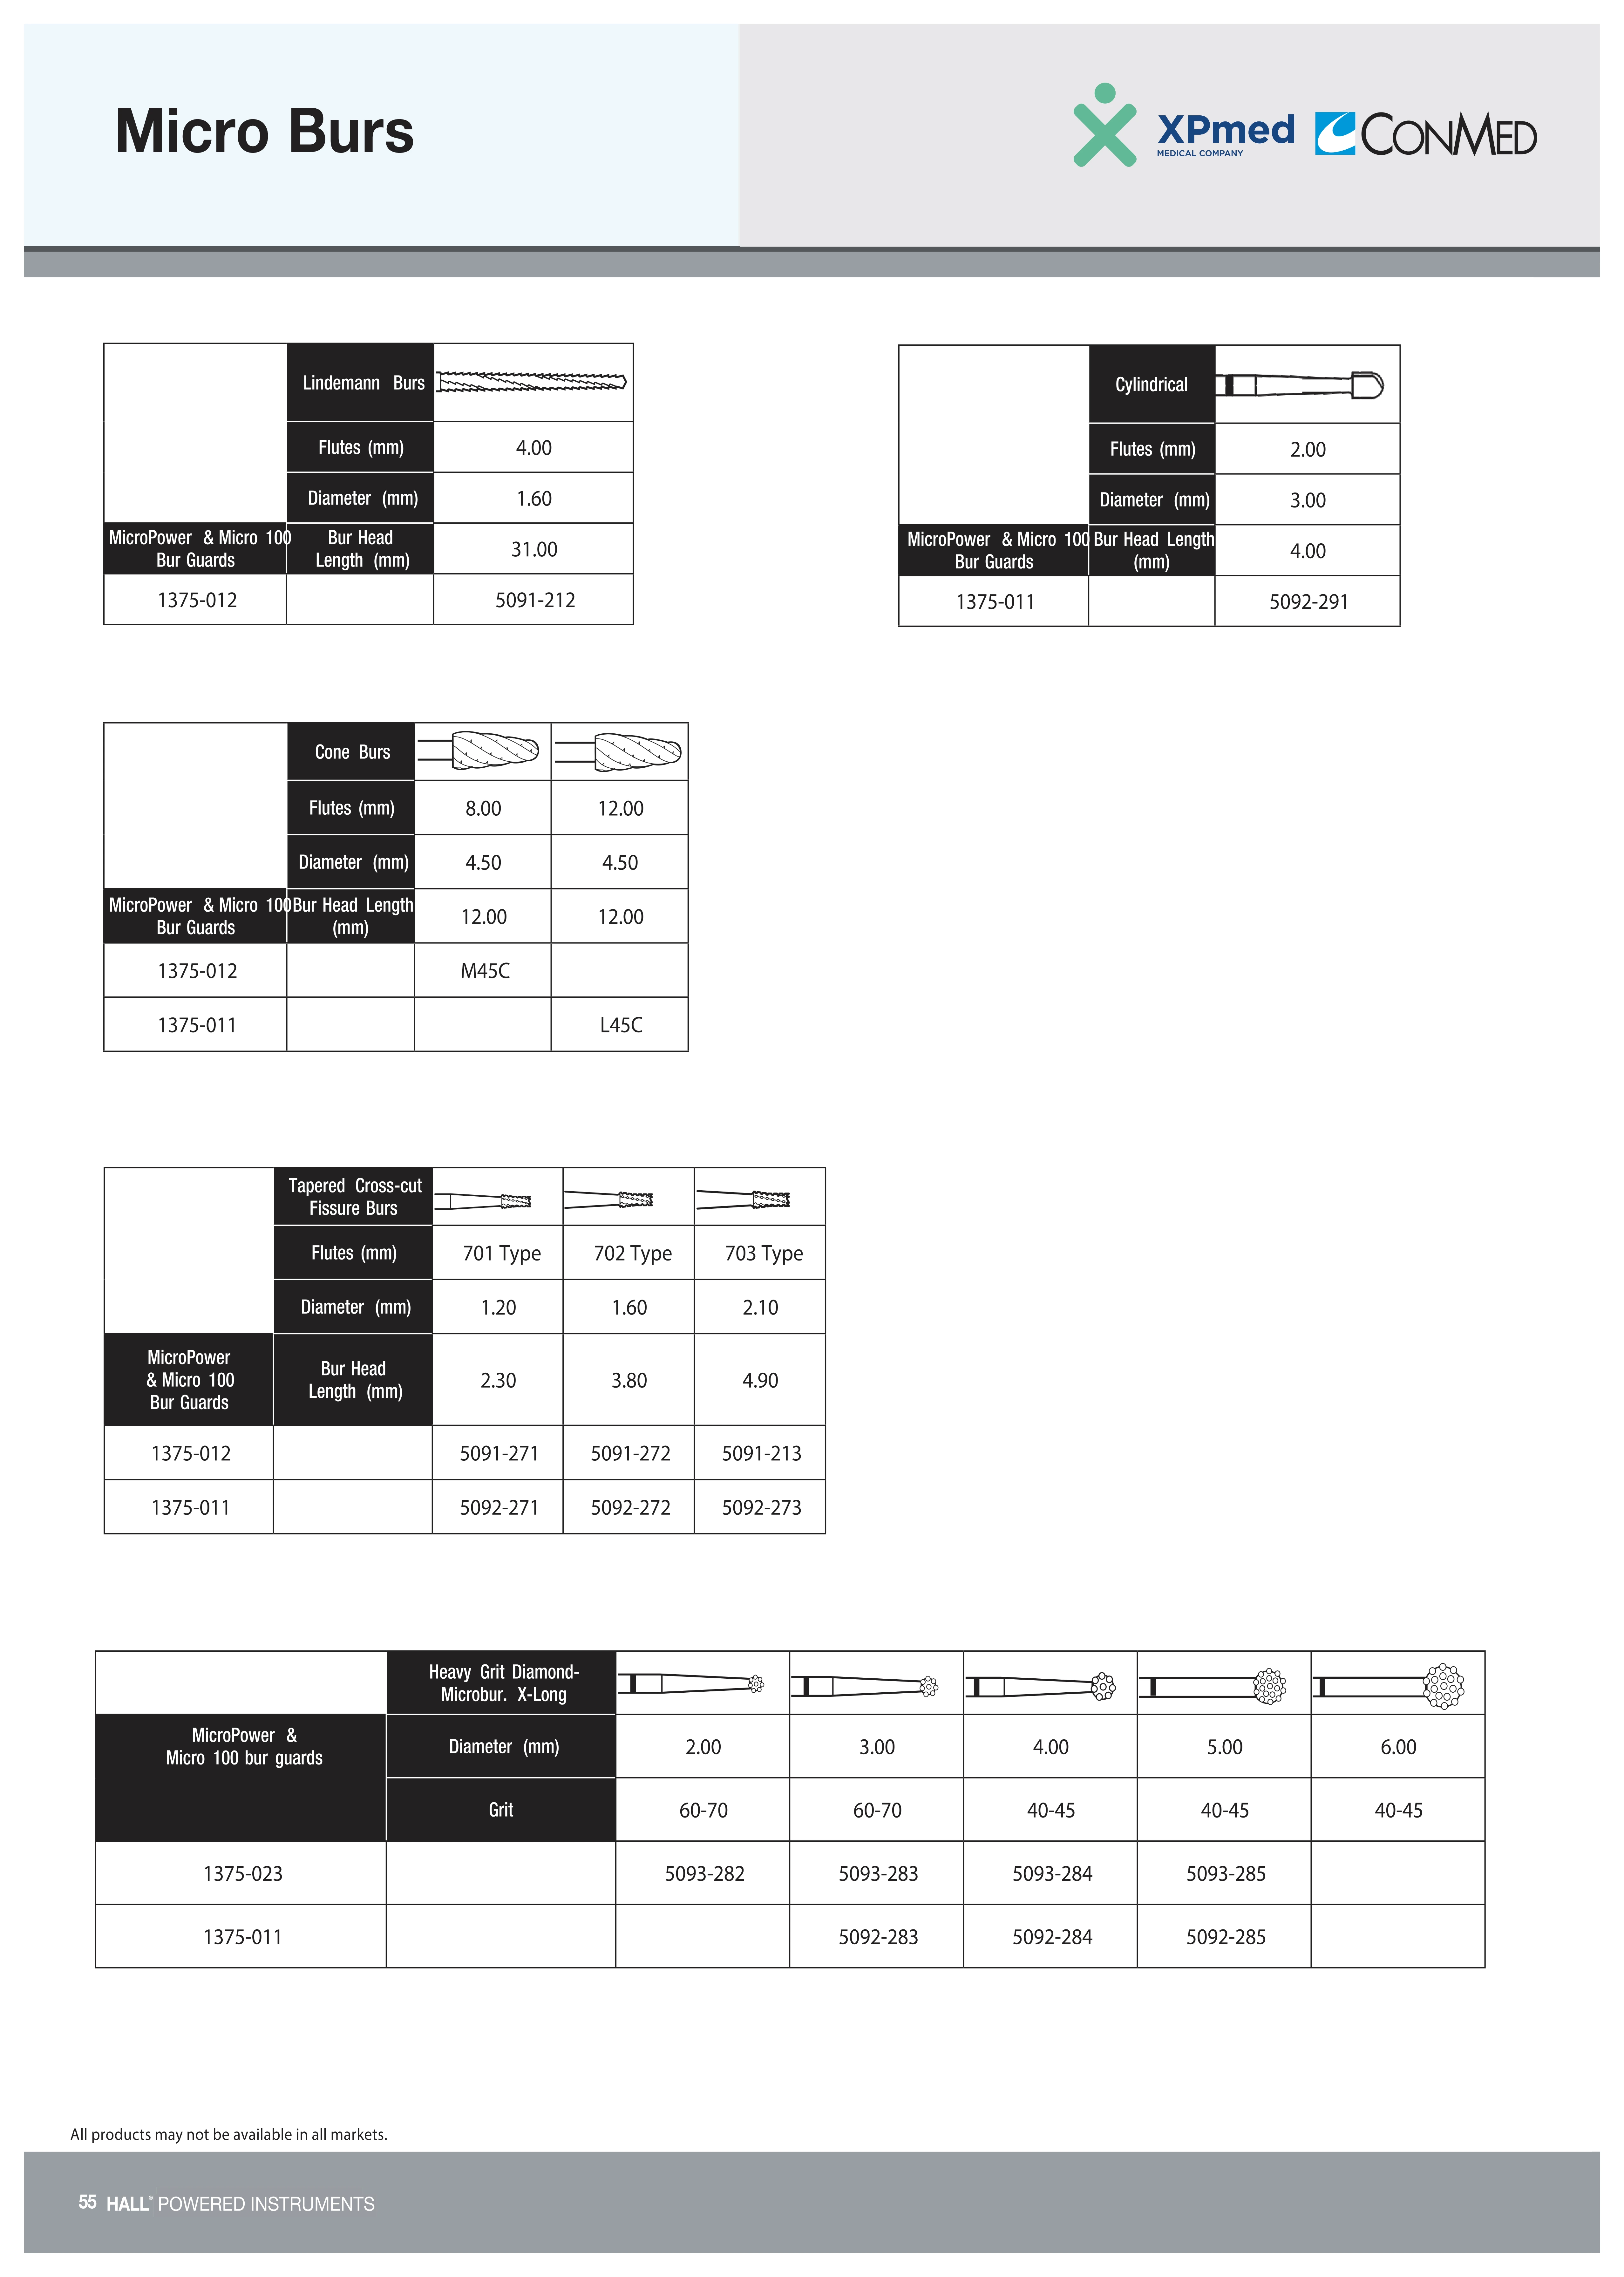 Micro Burs
XPmed
MEDICAL COMPANY
CONMED
Lindemann Burs
Flutes (mm) 4.00
Diameter (mm) 1.60
MicroPower & Micro 100
Bur Guards
Bur Head
Length (mm)
31.00
1375-012 5091-212
Cylindrical
Flutes (mm) 2.00
Diameter (mm) 3.00
MicroPower & Micro 100
Bur Guards
Bur Head Length
(mm)
4.00
1375-011 5092-291
Cone Burs
Flutes (mm) 8.00 12.00
Diameter (mm) 4.50 4.50
MicroPower & Micro 100
Bur Guards
Bur Head Length
(mm)
12.00 12.00
1375-012 M45C
1375-011 L45C
Tapered Cross-cut
Fissure Burs
Flutes (mm) 701 Type 702 Type 703 Type
Diameter (mm) 1.20 1.60 2.10
MicroPower
& Micro 100
Bur Guards
Bur Head
Length (mm)
2.30 3.80 4.90
1375-012 5091-271 5091-272 5091-213
1375-011 5092-271 5092-272 5092-273
Heavy Grit Diamond-
Microbur. X-Long
MicroPower &
Micro 100 bur guards
Diameter (mm) 2.00 3.00 4.00 5.00 6.00
Grit 60-70 60-70 40-45 40-45 40-45
1375-023 5093-282 5093-283 5093-284 5093-285
1375-011 5092-283 5092-284 5092-285
All products may not be available in all markets.
55 HALL® POWERED INSTRUMENTS